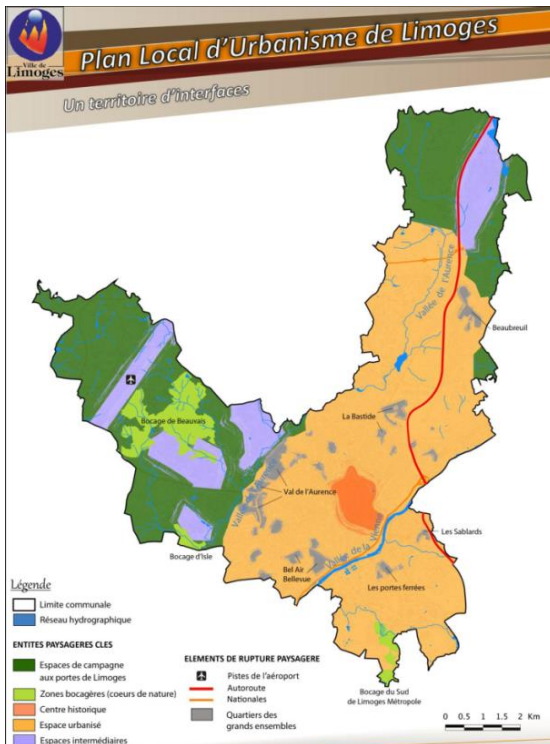 Ville de
Limoges
Plan Local d'Urbanisme de Limoges
Un territoire d'interfaces
Vallée de l'Aurence
Beaubreuil
La Bastide
Bocage de Beauvais
Val de l'Aurence
Les Sablards
Vallée de la Vienne
Bocage d'Isle
Bel Air
Bellevue
Les portes ferrées
Bocage du Sud
de Limoges Métropole
Légende
Limite communale
Réseau hydrographique
ENTITES PAYSAGERES CLES
Espaces de campagne
aux portes de Limoges
Zones bocagères (coeurs de nature)
Centre historique
Espace urbanisé
Espaces intermédiaires
ELEMENTS DE RUPTURE PAYSAGERE
Pistes de l'aéroport
Autoroute
Nationales
Quartiers des
grands ensembles
0 0.5 1 1.5 2 Km